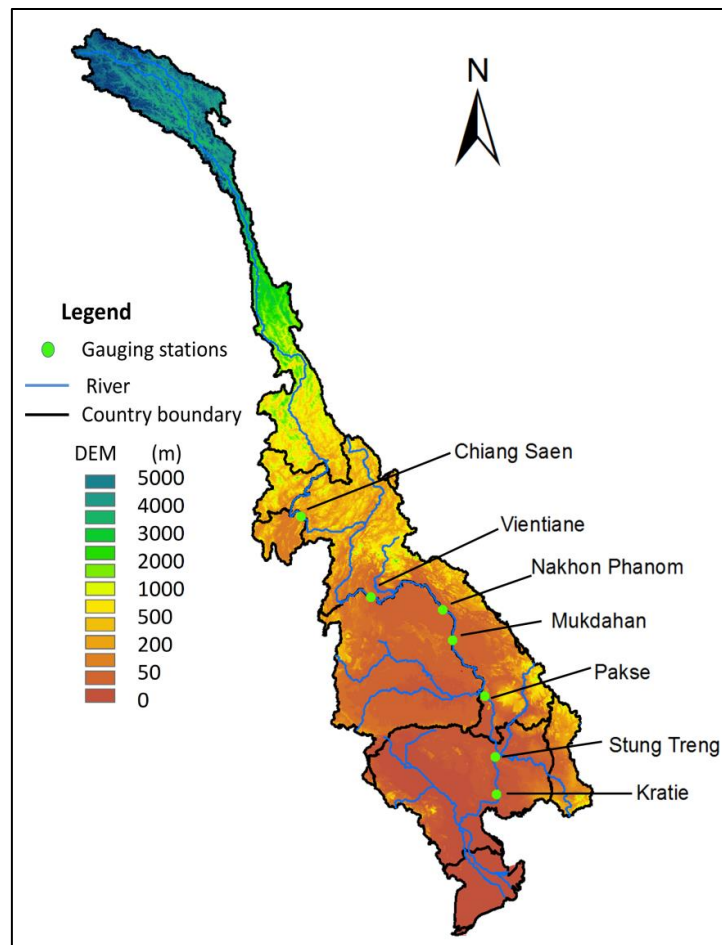 N
Legend
Gauging stations
River
Country boundary
DEM (m)
5000
4000
3000
2000
1000
500
200
50
0
Chiang Saen
Vientiane
Nakhon Phanom
Mukdahan
Pakse
Stung Treng
Kratie